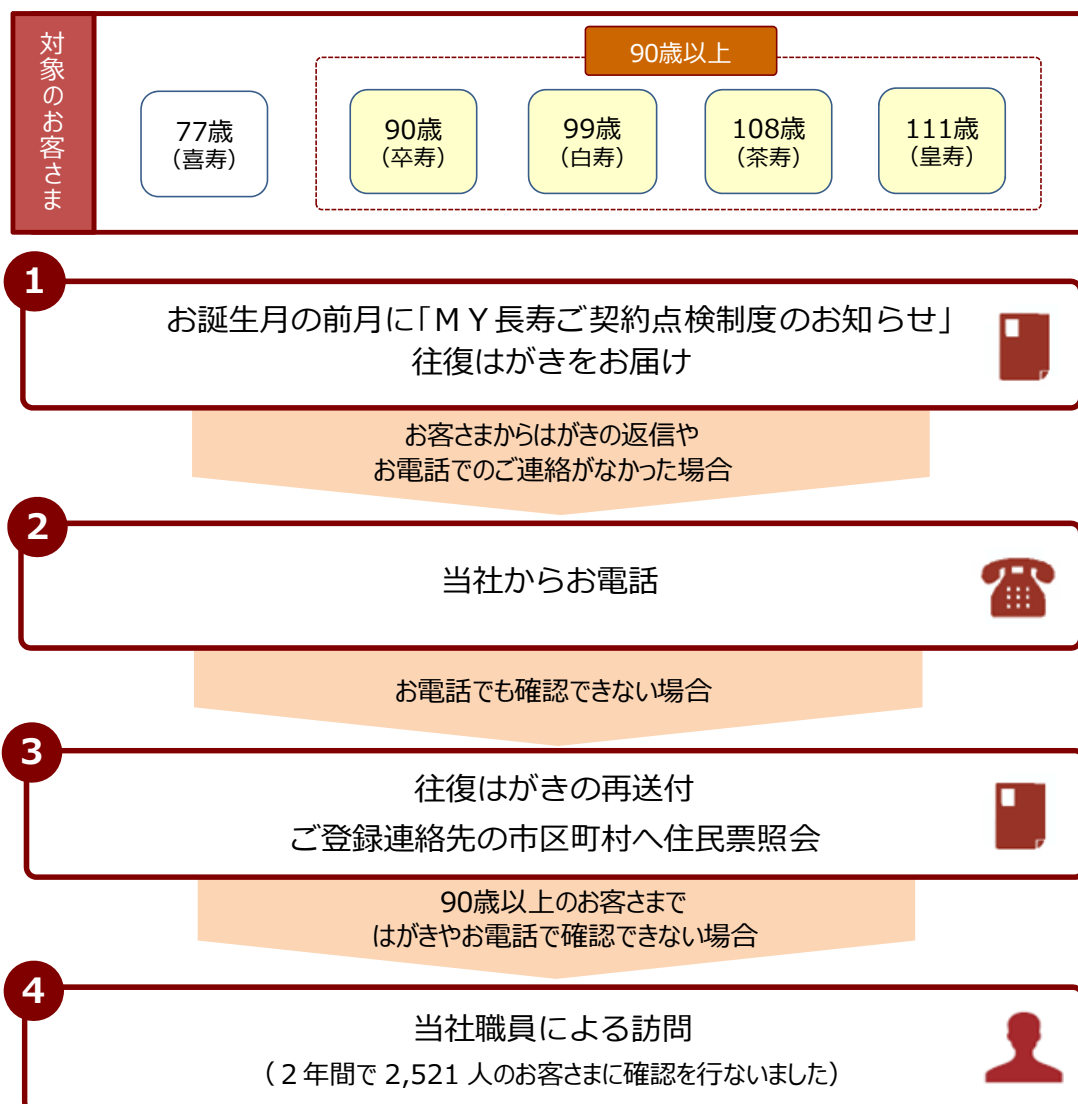 対象のお客さま
90歳以上
77歳
（喜寿）
90歳
（卒寿）
99歳
（白寿）
108歳
（茶寿）
111歳
（皇寿）
1
お誕生月の前月に「ＭＹ長寿ご契約点検制度のお知らせ」
往復はがきをお届け
お客さまからはがきの返信や
お電話でのご連絡がなかった場合
2
当社からお電話
お電話でも確認できない場合
3
往復はがきの再送付
ご登録連絡先の市区町村へ住民票照会
90歳以上のお客さまで
はがきやお電話で確認できない場合
4
当社職員による訪問
（２年間で 2,521 人のお客さまに確認を行ないました）